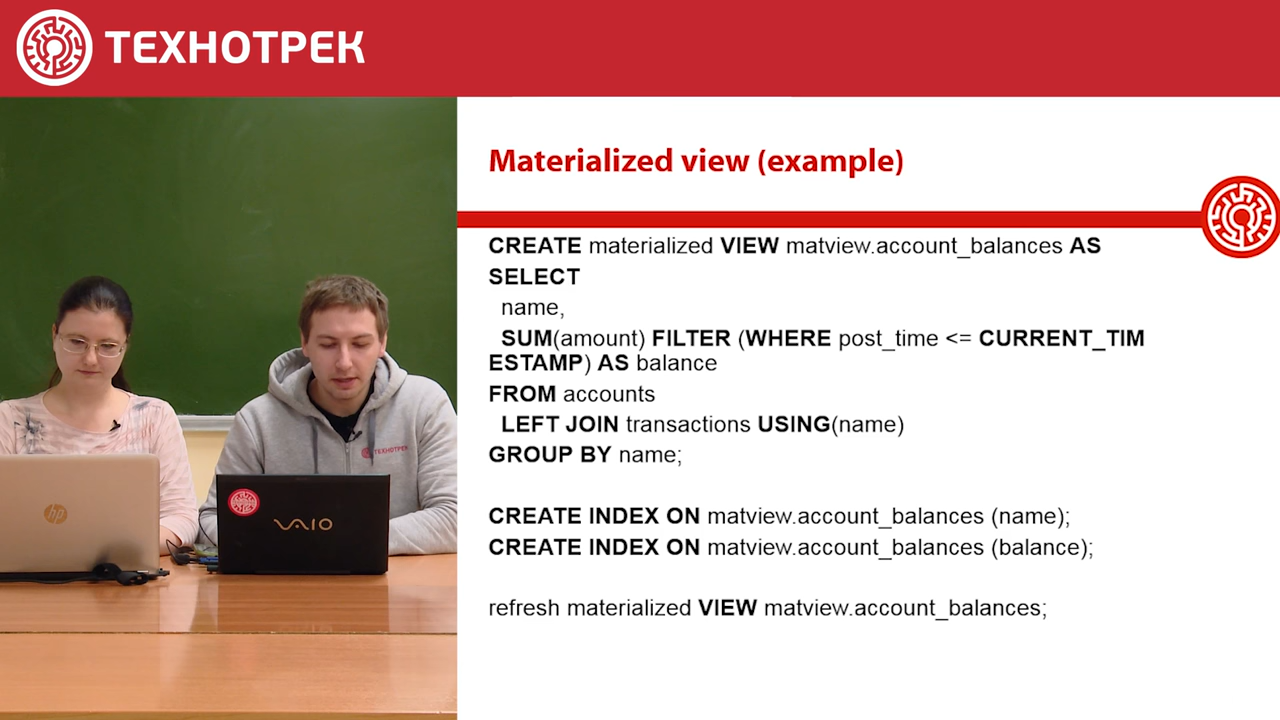 ТЕХНОТРЕК
Materialized view (example)
CREATE materialized VIEW matview.account_balances AS
SELECT
name,
SUM(amount) FILTER (WHERE post_time <= CURRENT_TIM
ESTAMP) AS balance
FROM accounts
LEFT JOIN transactions USING(name)
GROUP BY name;
CREATE INDEX ON matview.account_balances (name);
CREATE INDEX ON matview.account_balances (balance);
refresh materialized VIEW matview.account_balances;
ТЕХНОТРЕК
hp
VAIO